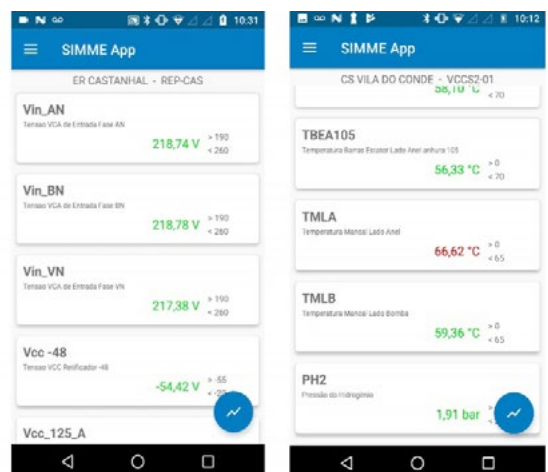 10:31
SIMME App
ER CASTANHAL - REP-CAS
Vin_AN
Tensao VCA de Entrada Fase AN
218,74 V
> 190
< 260
Vin_BN
Tensao VCA de Entrada Fase BN
218,78 V
> 190
< 260
Vin_VN
Tensao VCA de Entrada Fase VN
217,38 V
> 190
< 260
Vcc -48
Tensao VCC Retificador -48
-54,42 V
> -55
Vcc_125_A
10:12
SIMME App
CS VILA DO CONDE - VCCS2-01
58,10 °C
< 70
TBEA105
Temperatura Barras Escator Lado Anel anhura 105
56,33 °C
> 0
< 70
TMLA
Temperatura Mancal Lado Anel
66,62 °C
> 0
< 65
TMLB
Temperatura Mancal Lado Bomba
59,36 °C
> 0
< 65
PH2
Pressão do Hidrogênio
1,91 bar